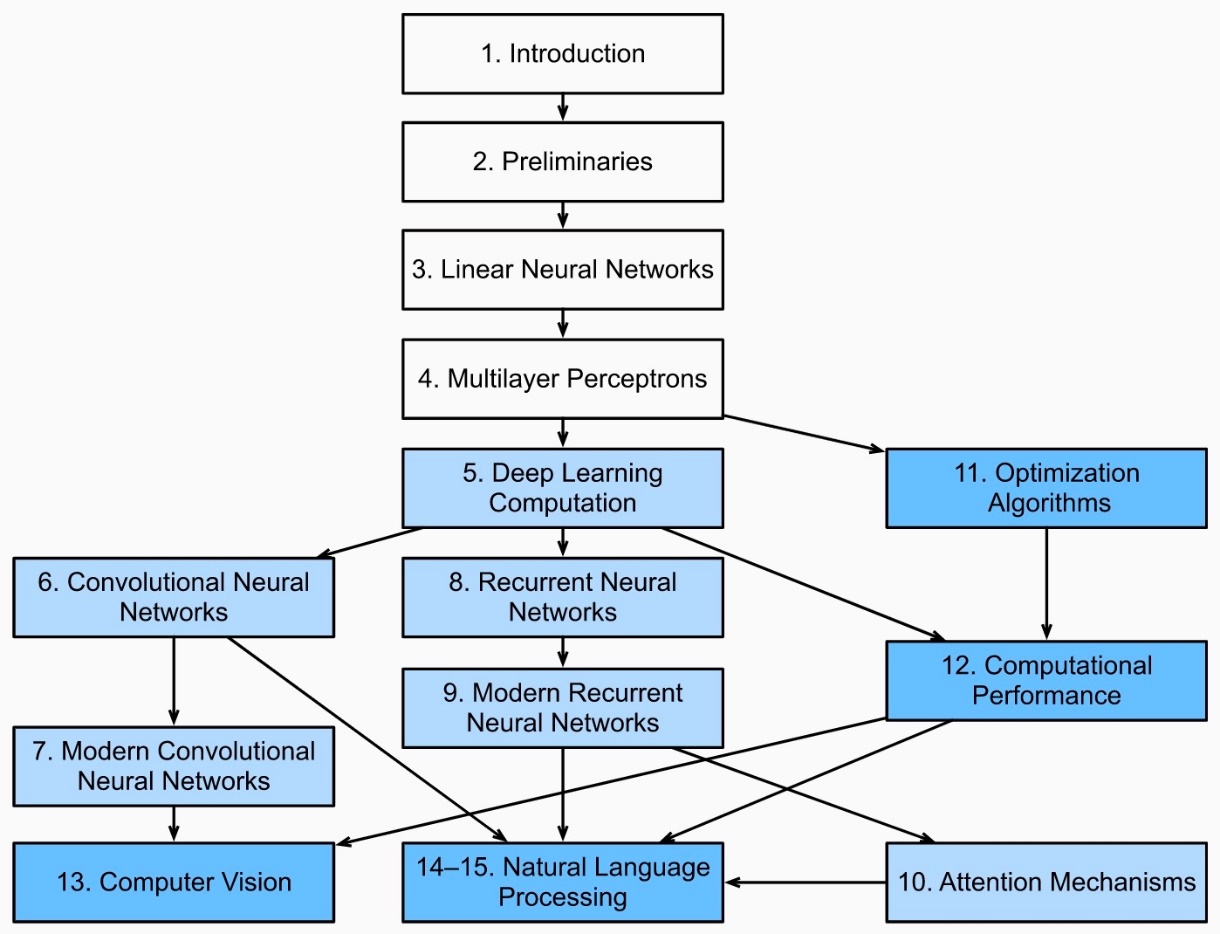 1. Introduction
2. Preliminaries
3. Linear Neural Networks
4. Multilayer Perceptrons
5. Deep Learning
Computation
11. Optimization
Algorithms
6. Convolutional Neural
Networks
8. Recurrent Neural
Networks
12. Computational
Performance
9. Modern Recurrent
Neural Networks
7. Modern Convolutional
Neural Networks
13. Computer Vision
14–15. Natural Language
Processing
10. Attention Mechanisms